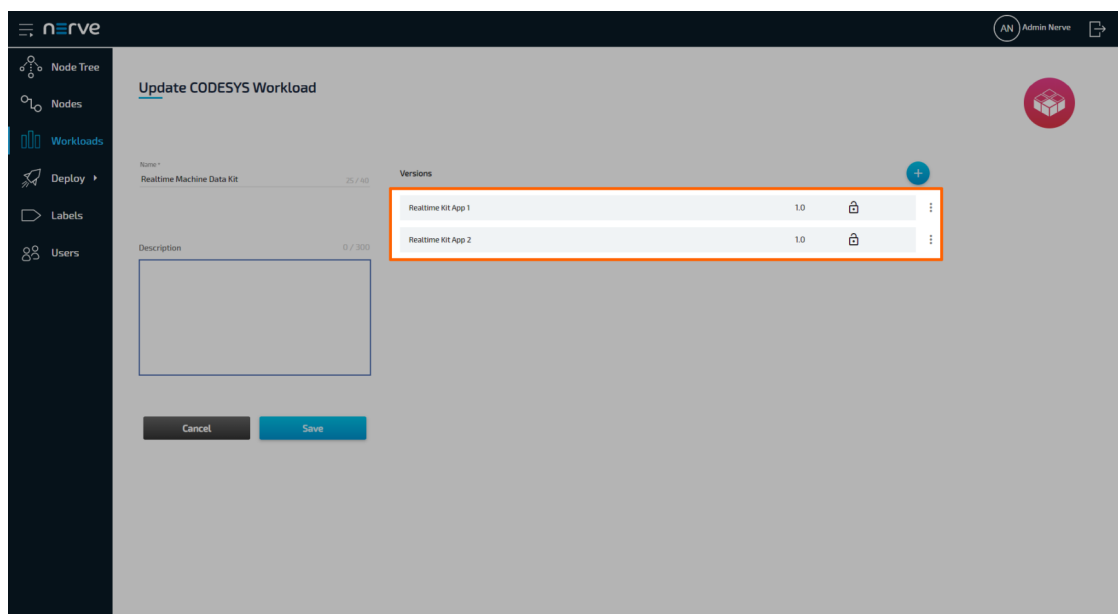 nerve
AN Admin Nerve
Node Tree
Nodes
Workloads
Deploy
Labels
Users
Update CODESYS Workload
Name*
Realtime Machine Data Kit 25 / 40
Description 0 / 300
Cancel Save
Versions
Realtime Kit App 1 1.0
Realtime Kit App 2 1.0